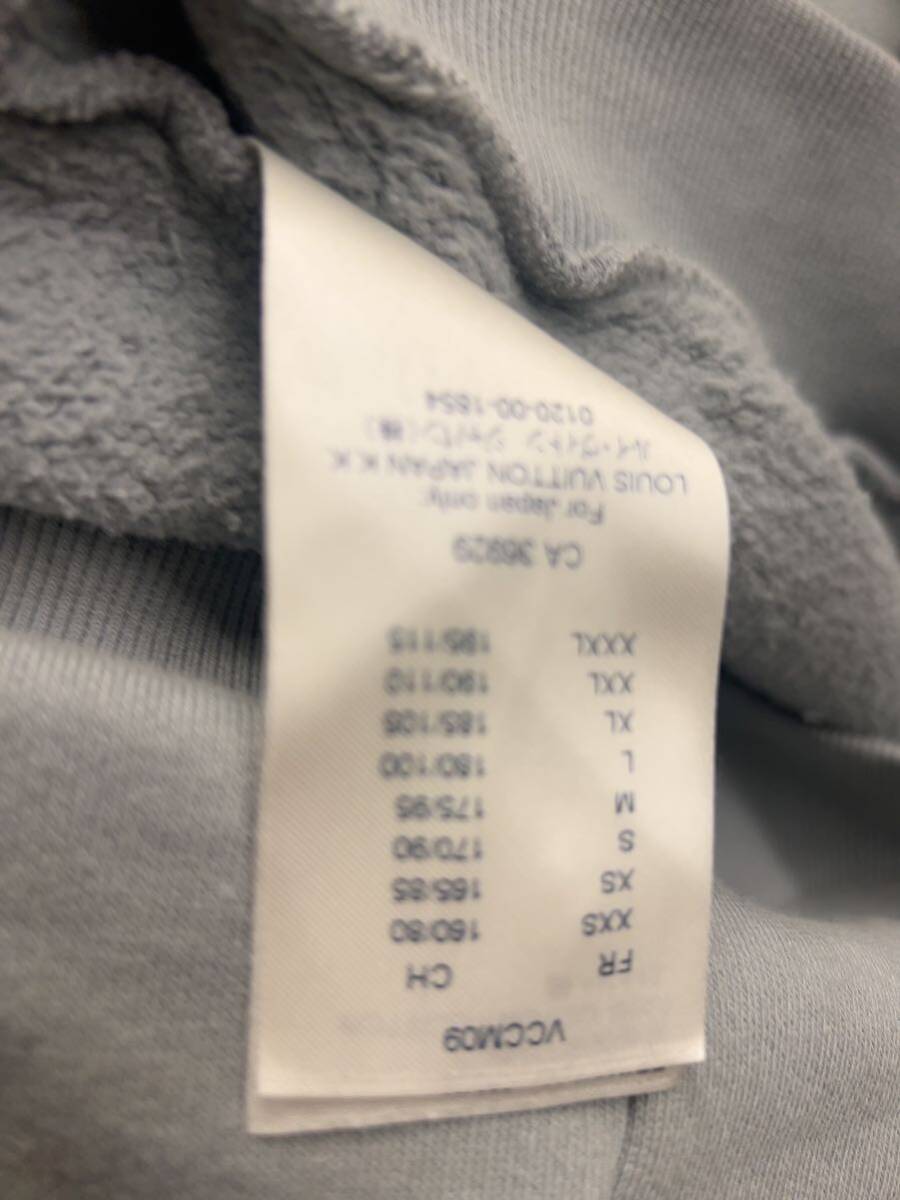 VCCM09
FR CH
XXS 160/80
XS 165/85
S 170/90
M 175/95
L 180/100
XL 185/105
XXL 190/110
XXXL 195/115
CA 36929
For Japan only:
LOUIS VUITTON JAPAN K.K.
ルイ・ヴィトン ジャパン(株)
0120-00-1854